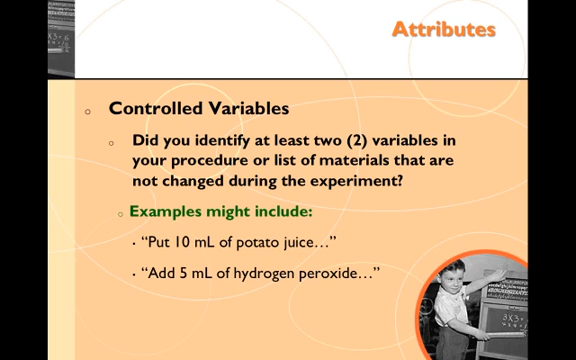 Attributes
Controlled Variables
Did you identify at least two (2) variables in
your procedure or list of materials that are
not changed during the experiment?
Examples might include:
“Put 10 mL of potato juice…”
“Add 5 mL of hydrogen peroxide…”